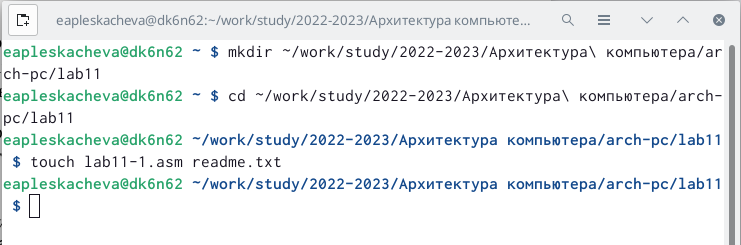 eapleskacheva@dk6n62:~/work/study/2022-2023/Архитектура компьюте...
eapleskacheva@dk6n62 ~ $ mkdir ~/work/study/2022-2023/Архитектура\ компьютера/ar
ch-pc/lab11
eapleskacheva@dk6n62 ~ $ cd ~/work/study/2022-2023/Архитектура\ компьютера/arch-
pc/lab11
eapleskacheva@dk6n62 ~/work/study/2022-2023/Архитектура компьютера/arch-pc/lab11
$ touch lab11-1.asm readme.txt
eapleskacheva@dk6n62 ~/work/study/2022-2023/Архитектура компьютера/arch-pc/lab11
$